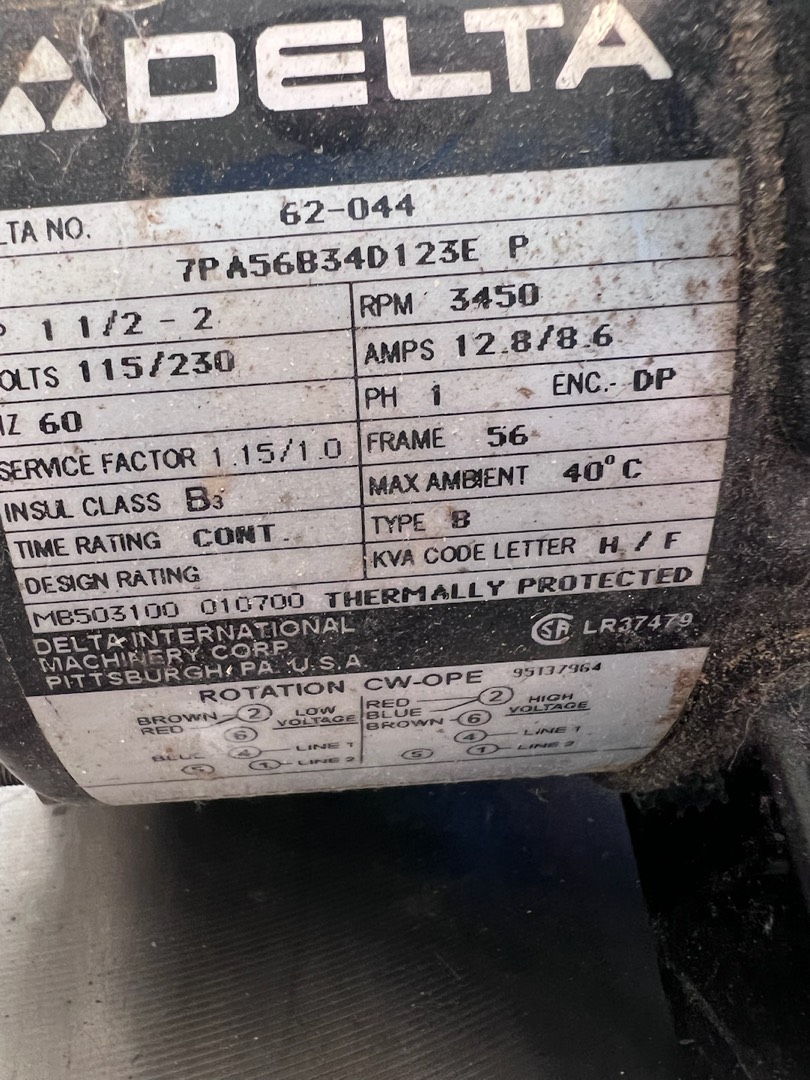 DELTA
LTA NO. 62-044
7PA56B34D123E P
P 1 1/2 - 2 RPM 3450
OLTS 115/230 AMPS 12.8/8.6
HZ 60 PH 1 ENC.- DP
SERVICE FACTOR 1.15/1.0 FRAME 56
INSUL CLASS B3 MAX AMBIENT 40°C
TIME RATING CONT. TYPE B
DESIGN RATING KVA CODE LETTER H / F
MB503100 010700 THERMALLY PROTECTED
DELTA INTERNATIONAL
MACHINERY CORP.
PITTSBURGH, PA U.S.A.
LR37479
ROTATION CW-OPE 95137964
BROWN 2 LOW VOLTAGE
RED 6
BLUE 4 LINE 1
5 1 LINE 2
RED 2 HIGH VOLTAGE
BLUE
BROWN 6
4 LINE 1
5 1 LINE 2